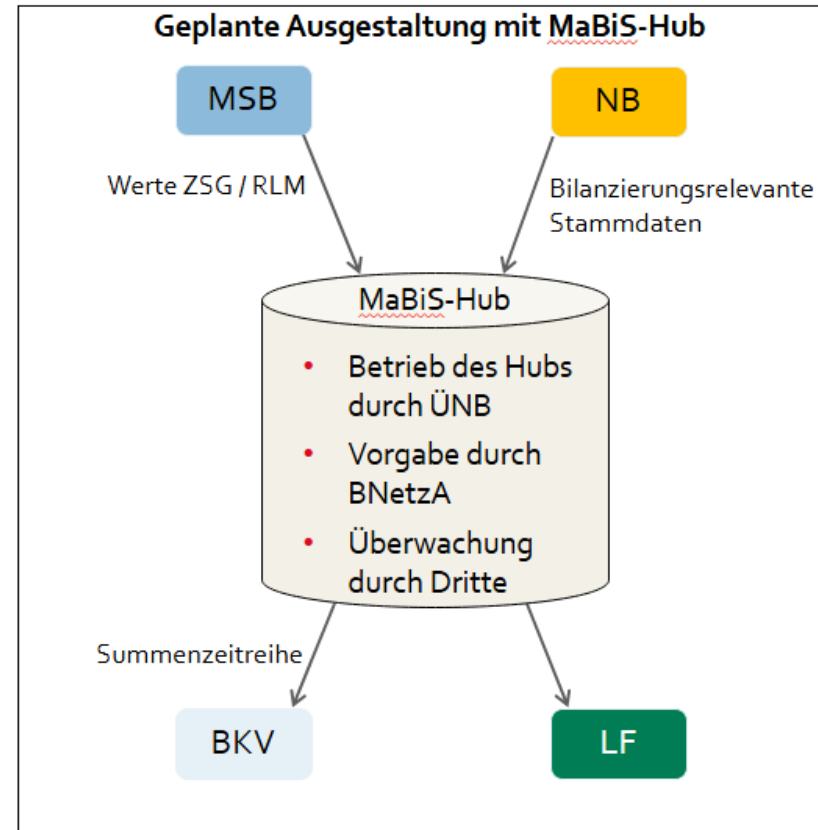 Geplante Ausgestaltung mit MaBiS-Hub
MSB
NB
Werte ZSG / RLM
Bilanzierungsrelevante
Stammdaten
MaBiS-Hub
• Betrieb des Hubs
durch ÜNB
• Vorgabe durch
BNetzA
• Überwachung
durch Dritte
Summenzeitreihe
BKV
LF